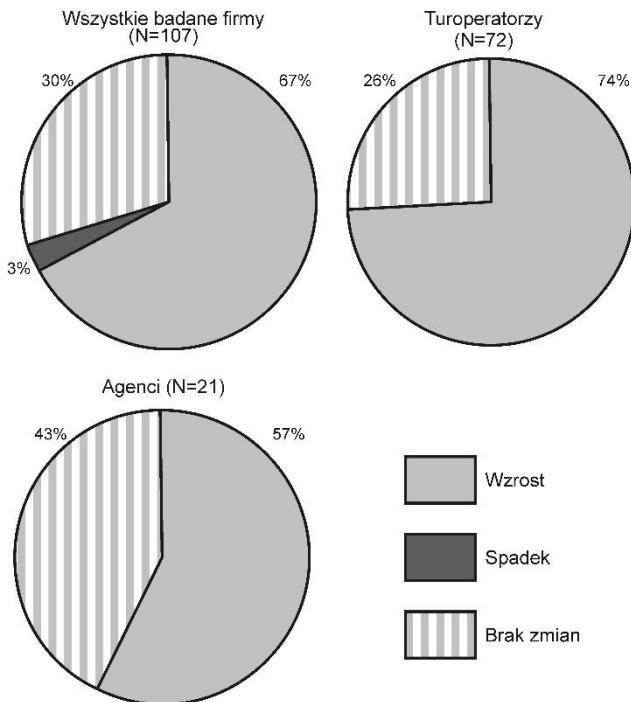 Wszystkie badane firmy
(N=107)
30%
67%
3%
Turoperatorzy
(N=72)
26%
74%
Agenci (N=21)
43%
57%
Wzrost
Spadek
Brak zmian